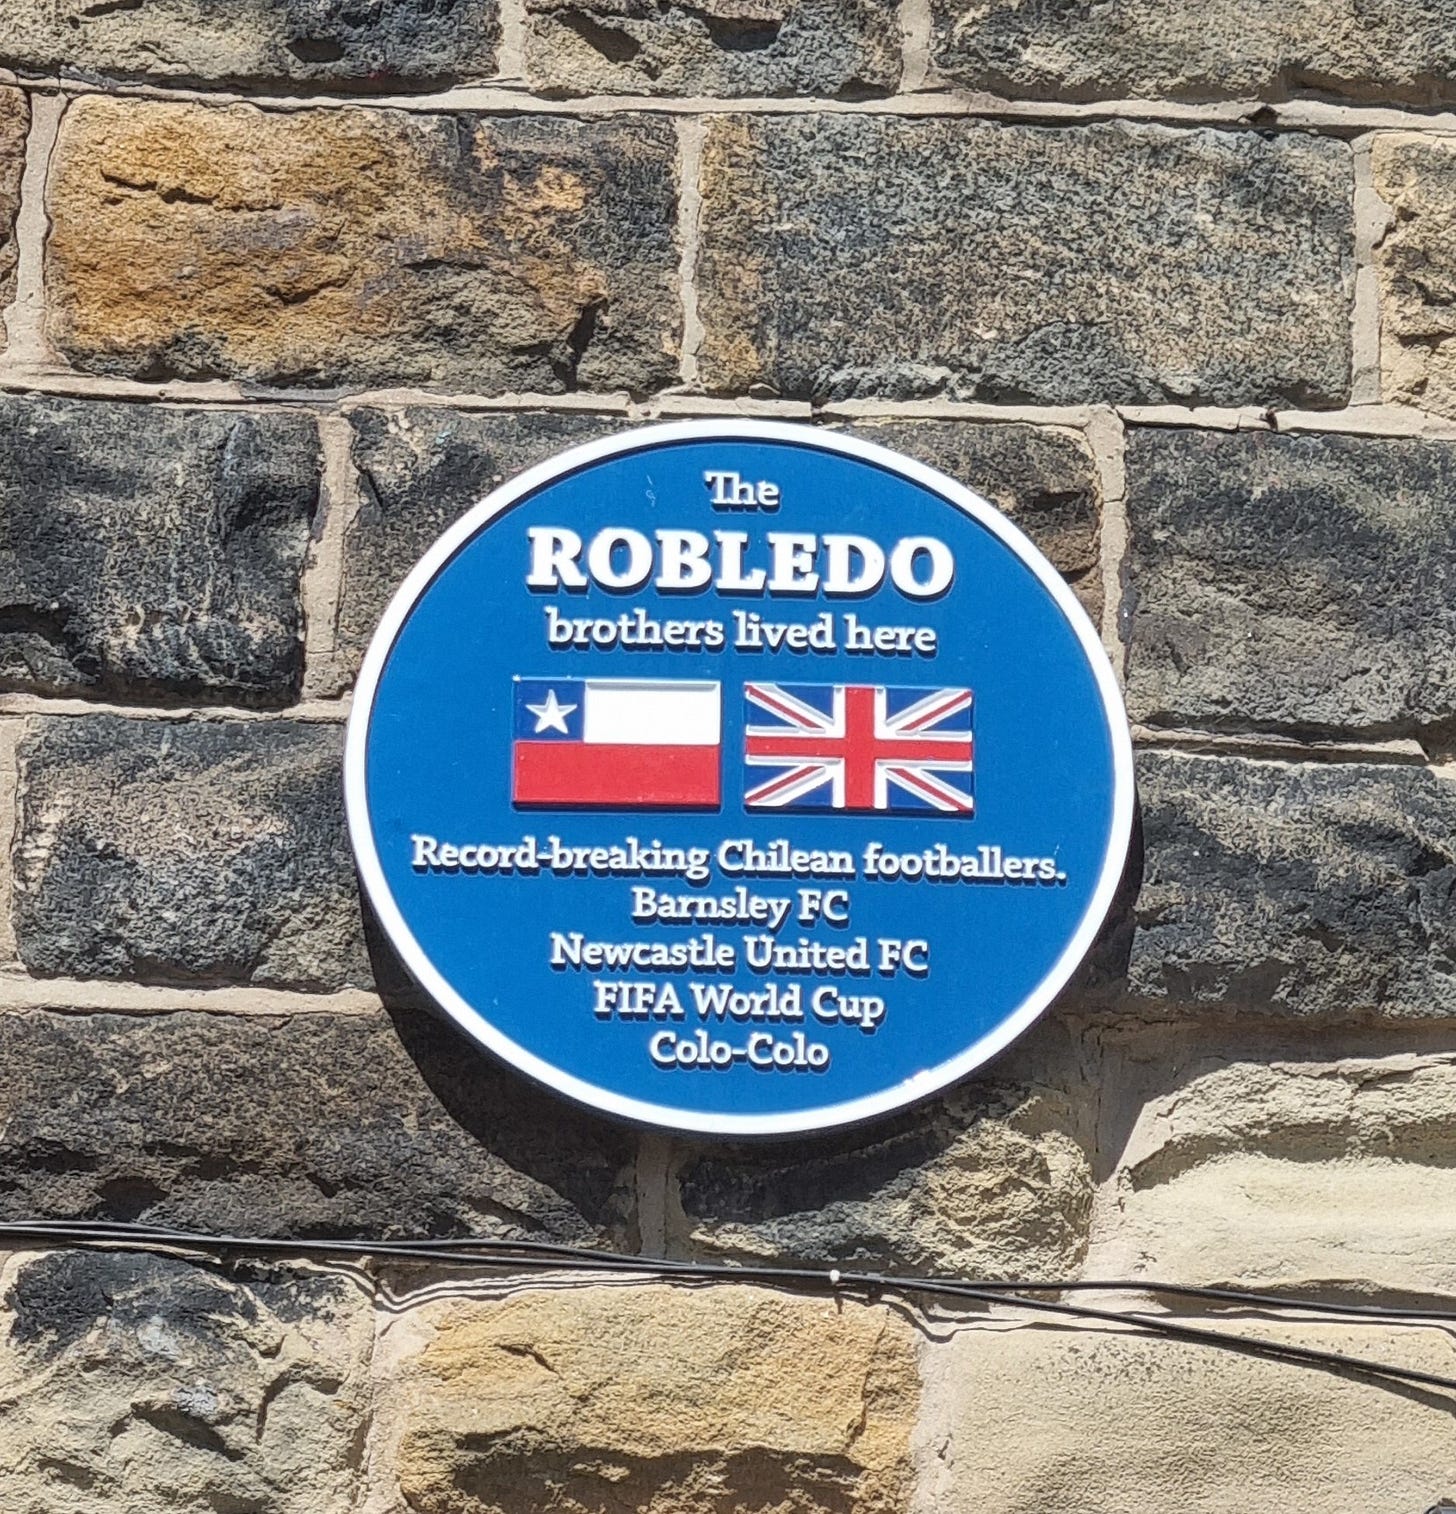 The
ROBLEDO
brothers lived here
Record-breaking Chilean footballers.
Barnsley FC
Newcastle United FC
FIFA World Cup
Colo-Colo